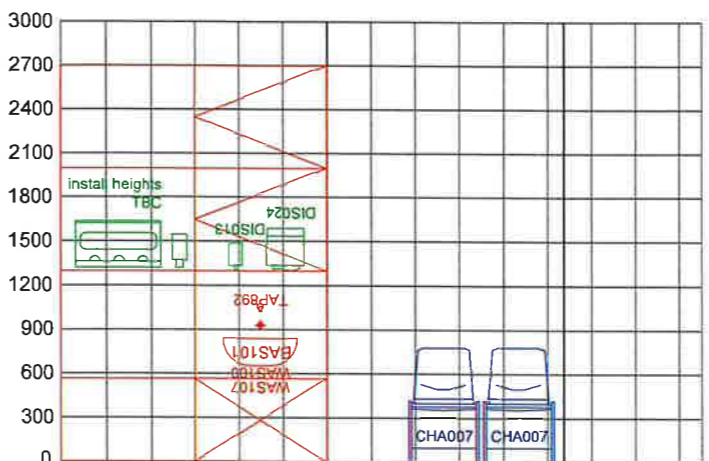 3000
2700
2400
2100
1800
install heights
TBC
DIS024
DIS013
1500
1200
TAP892
900
BAS101
600
WAS100
WAS107
300
CHA007 CHA007
0